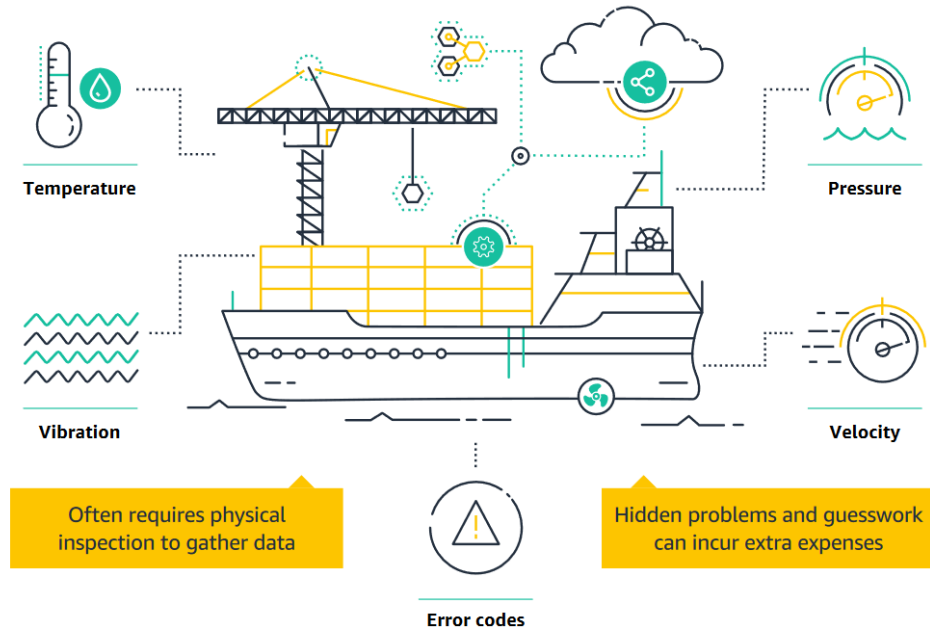 Temperature
Pressure
Vibration
Velocity
Often requires physical
inspection to gather data
Hidden problems and guesswork
can incur extra expenses
Error codes